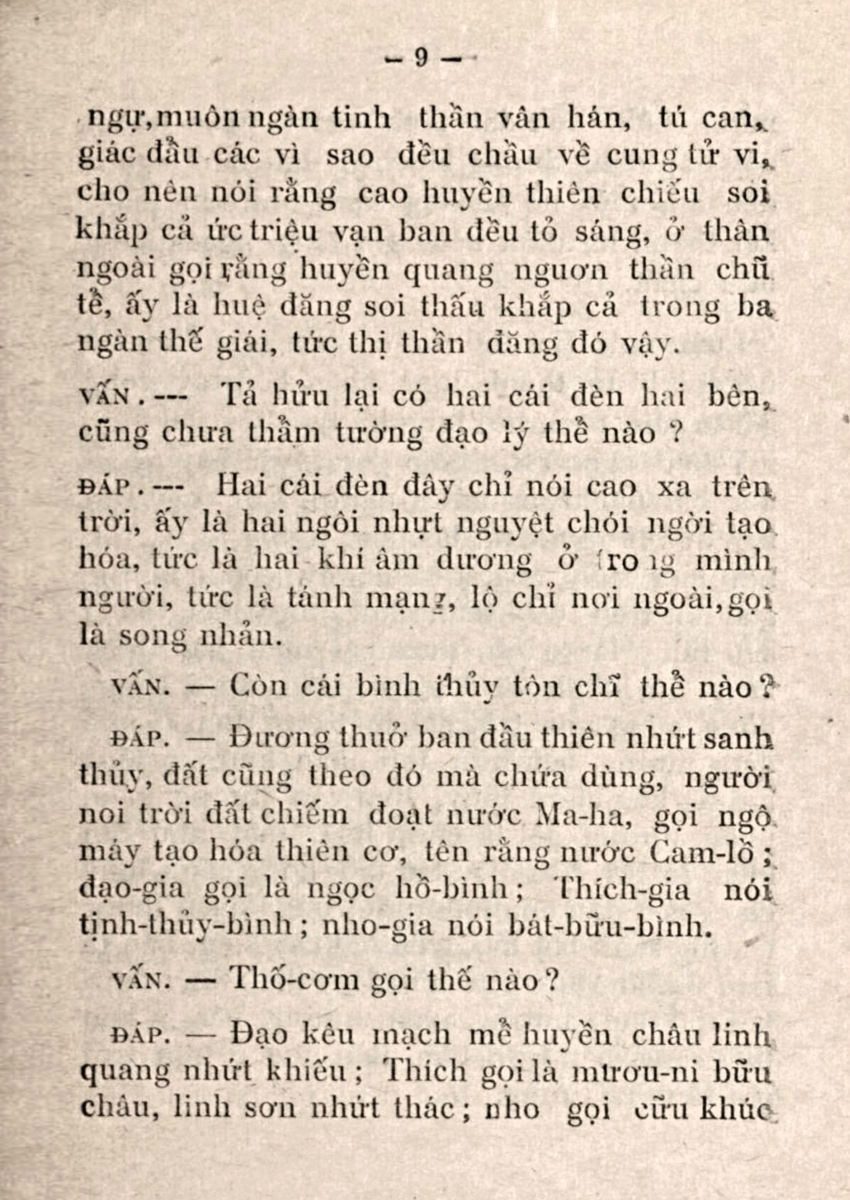 — 9 —
ngự, muôn ngàn tinh thần vân hán, tú can,
giác đẩu các vì sao đều chầu về cung tử vi,
cho nên nói rằng cao huyền thiên chiếu soi
khắp cả ức triệu vạn ban đều tỏ sáng, ở thân
ngoài gọi rằng huyền quang nguơn thần chũ
tề, ấy là huệ đăng soi thấu khắp cả trong ba
ngàn thế giái, tức thị thần đăng đó vậy.
VẤN. --- Tả hửu lại có hai cái đèn hai bên,
cũng chưa thẩm tường đạo lý thể nào ?
ĐÁP. --- Hai cái đèn đây chỉ nói cao xa trên
trời, ấy là hai ngôi nhựt nguyệt chói ngời tạo
hóa, tức là hai khí âm dương ở trong mình
người, tức là tánh mạng, lộ chỉ nơi ngoài, gọi
là song nhản.
VẤN. — Còn cái bình thủy tôn chĩ thể nào ?
ĐÁP. — Đương thuở ban đầu thiên nhứt sanh
thủy, đất cũng theo đó mà chứa dùng, người
noi trời đất chiếm đoạt nước Ma-ha, gọi ngộ
máy tạo hóa thiên cơ, tên rằng nước Cam-lồ ;
đạo-gia gọi là ngọc hồ-bình ; Thích-gia nói
tịnh-thủy-bình ; nho-gia nói bát-bữu-bình.
VẤN. — Thố-cơm gọi thế nào ?
ĐÁP. — Đạo kêu mạch mề huyền châu linh
quang nhứt khiếu ; Thích gọi là mươu-ni bữu
châu, linh sơn nhứt thác ; nho gọi cữu khúc